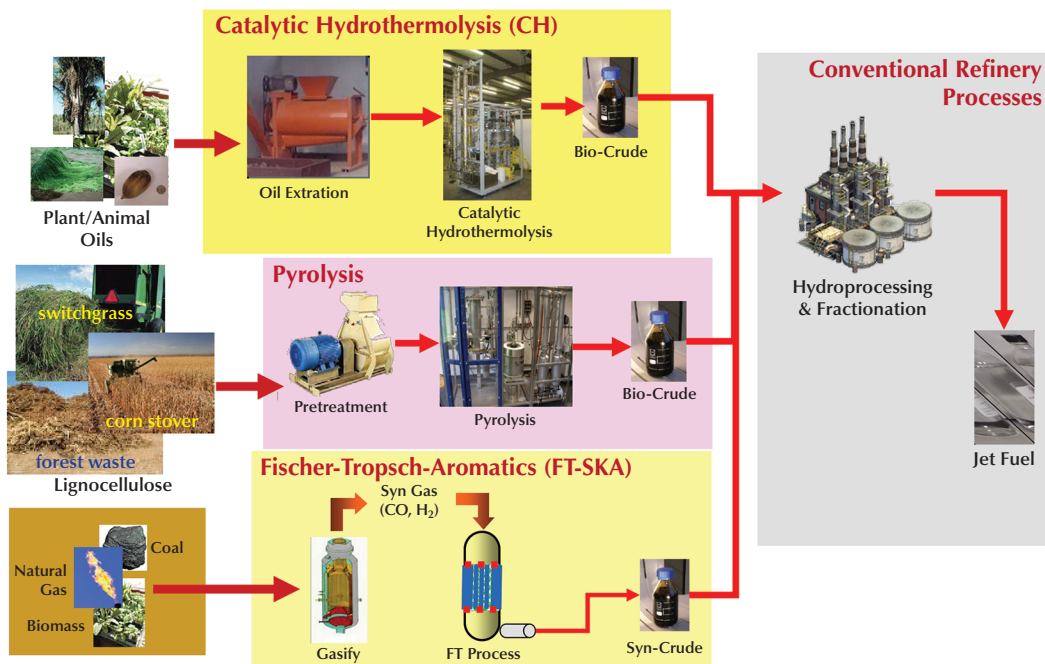 Catalytic Hydrothermolysis (CH)
Plant/Animal
Oils
Oil Extration
Catalytic
Hydrothermolysis
Bio-Crude
Conventional Refinery
Processes
Hydroprocessing
& Fractionation
Jet Fuel
Pyrolysis
switchgrass
corn stover
forest waste
Lignocellulose
Pretreatment
Pyrolysis
Bio-Crude
Fischer-Tropsch-Aromatics (FT-SKA)
Syn Gas
(CO, H₂)
Coal
Natural
Gas
Biomass
Gasify
FT Process
Syn-Crude